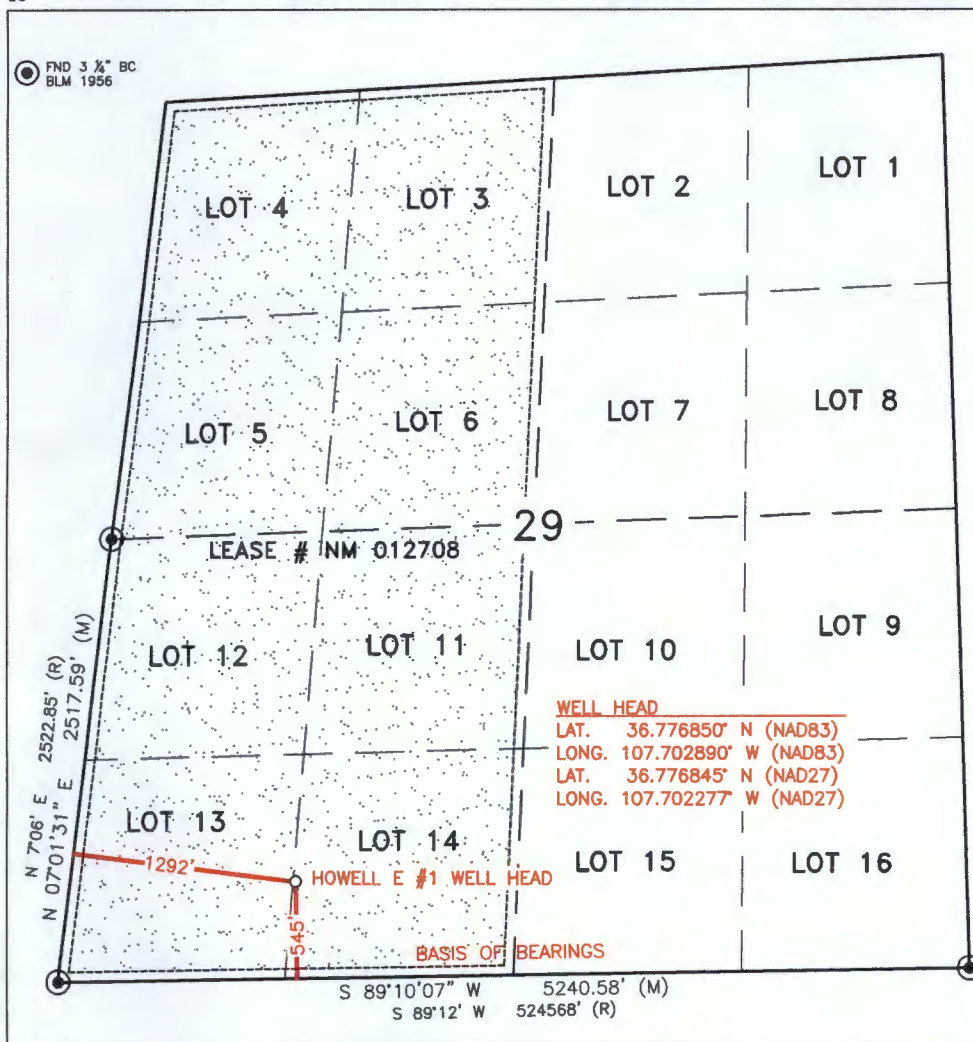 FND 3 ¼" BC
BLM 1956
LOT 4
LOT 3
LOT 2
LOT 1
LOT 5
LOT 6
LOT 7
LOT 8
29
LEASE # NM 012708
LOT 12
LOT 11
LOT 10
LOT 9
WELL HEAD
LAT. 36.776850° N (NAD83)
LONG. 107.702890° W (NAD83)
LAT. 36.776845° N (NAD27)
LONG. 107.702277° W (NAD27)
N 7°06' E 2522.85' (R)
N 07°01'31" E 2517.59' (M)
LOT 13
LOT 14
LOT 15
LOT 16
1292'
HOWELL E #1 WELL HEAD
545'
BASIS OF BEARINGS
S 89°10'07" W 5240.58' (M)
S 89°12' W 524568' (R)